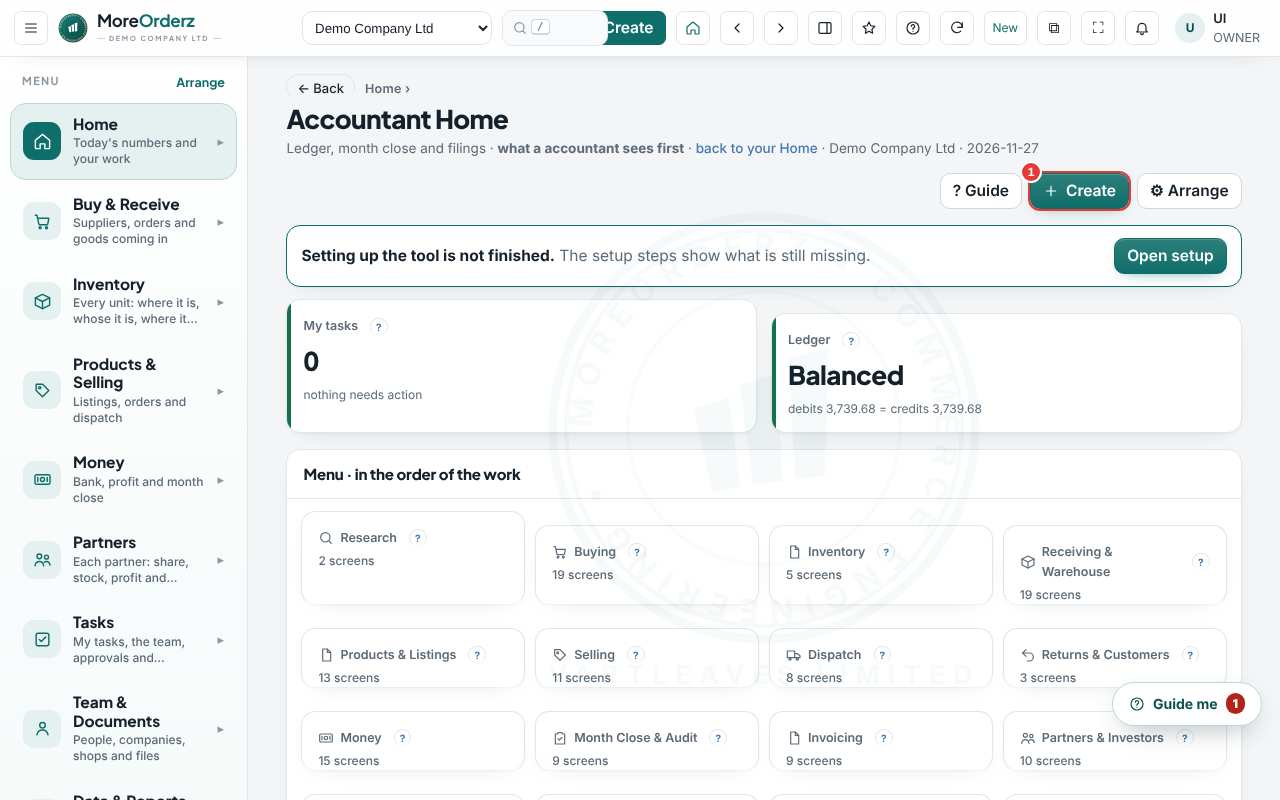 MoreOrderz
— DEMO COMPANY LTD —
Demo Company Ltd
/
Create
New
U
UI
OWNER
MENU
Arrange
Home
Today's numbers and
your work
Buy & Receive
Suppliers, orders and
goods coming in
Inventory
Every unit: where it is,
whose it is, where it...
Products &
Selling
Listings, orders and
dispatch
Money
Bank, profit and month
close
Partners
Each partner: share,
stock, profit and...
Tasks
My tasks, the team,
approvals and...
Team &
Documents
People, companies,
shops and files
← Back
Home ›
Accountant Home
Ledger, month close and filings · what a accountant sees first · back to your Home · Demo Company Ltd · 2026-11-27
? Guide
1
+ Create
⚙ Arrange
Setting up the tool is not finished. The setup steps show what is still missing.
Open setup
My tasks ?
0
nothing needs action
Ledger ?
Balanced
debits 3,739.68 = credits 3,739.68
Menu · in the order of the work
Research ?
2 screens
Buying ?
19 screens
Inventory ?
5 screens
Receiving &
Warehouse ?
19 screens
Products & Listings ?
13 screens
Selling ?
11 screens
Dispatch ?
8 screens
Returns & Customers ?
3 screens
Money ?
15 screens
Month Close & Audit ?
9 screens
Invoicing ?
9 screens
Partners & Investors ?
10 screens
Guide me 1